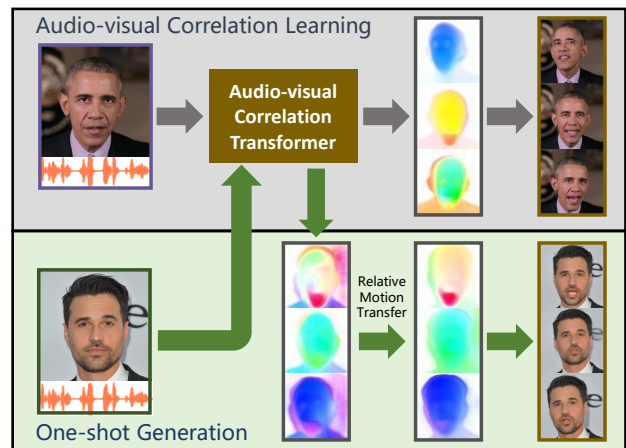 Audio-visual Correlation Learning
Audio-visual
Correlation
Transformer
Relative
Motion
Transfer
One-shot Generation